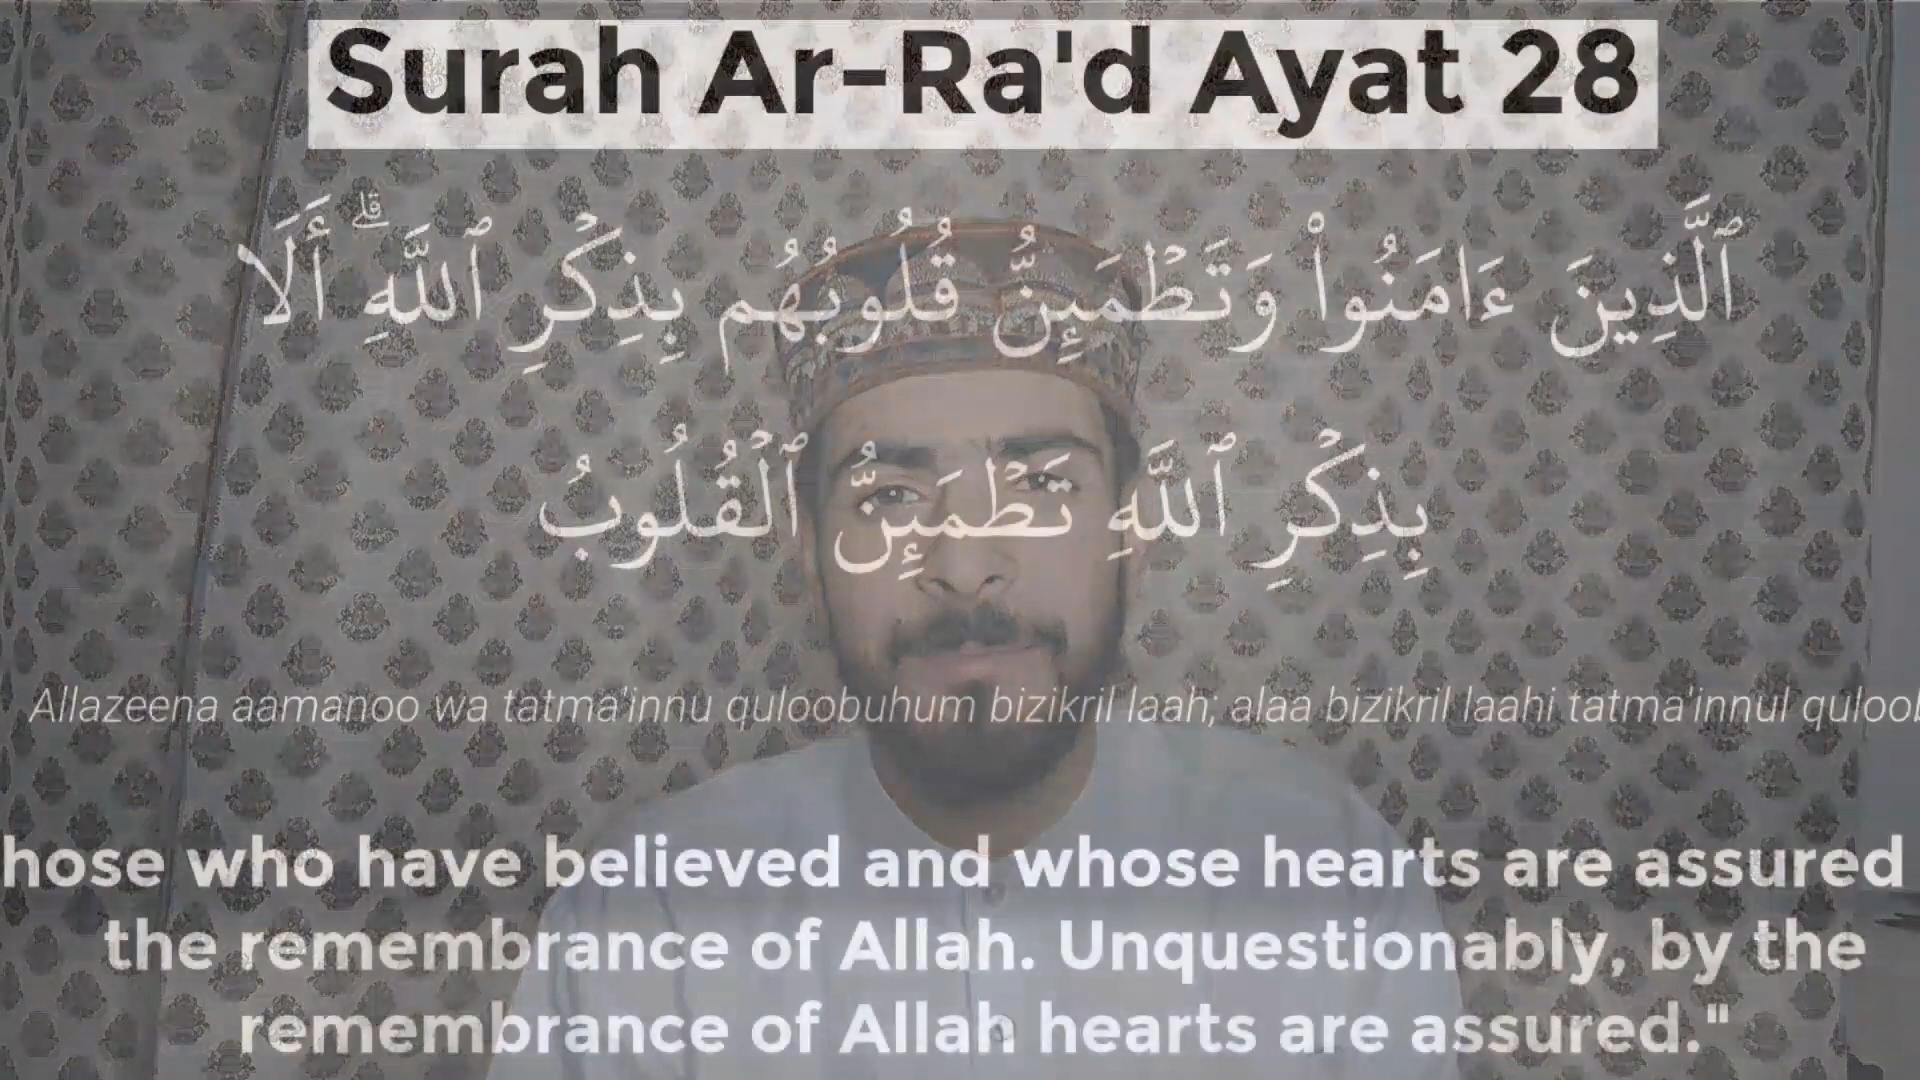 Surah Ar-Ra'd Ayat 28
ٱلَّذِينَ ءَامَنُوا۟ وَتَطْمَئِنُّ قُلُوبُهُم بِذِكْرِ ٱللَّهِ ۗ أَلَا
بِذِكْرِ ٱللَّهِ تَطْمَئِنُّ ٱلْقُلُوبُ
Allazeena aamanoo wa tatma'innu quloobuhum bizikril laah; alaa bizikril laahi tatma'innul quloob
hose who have believed and whose hearts are assured
the remembrance of Allah. Unquestionably, by the
remembrance of Allah hearts are assured."